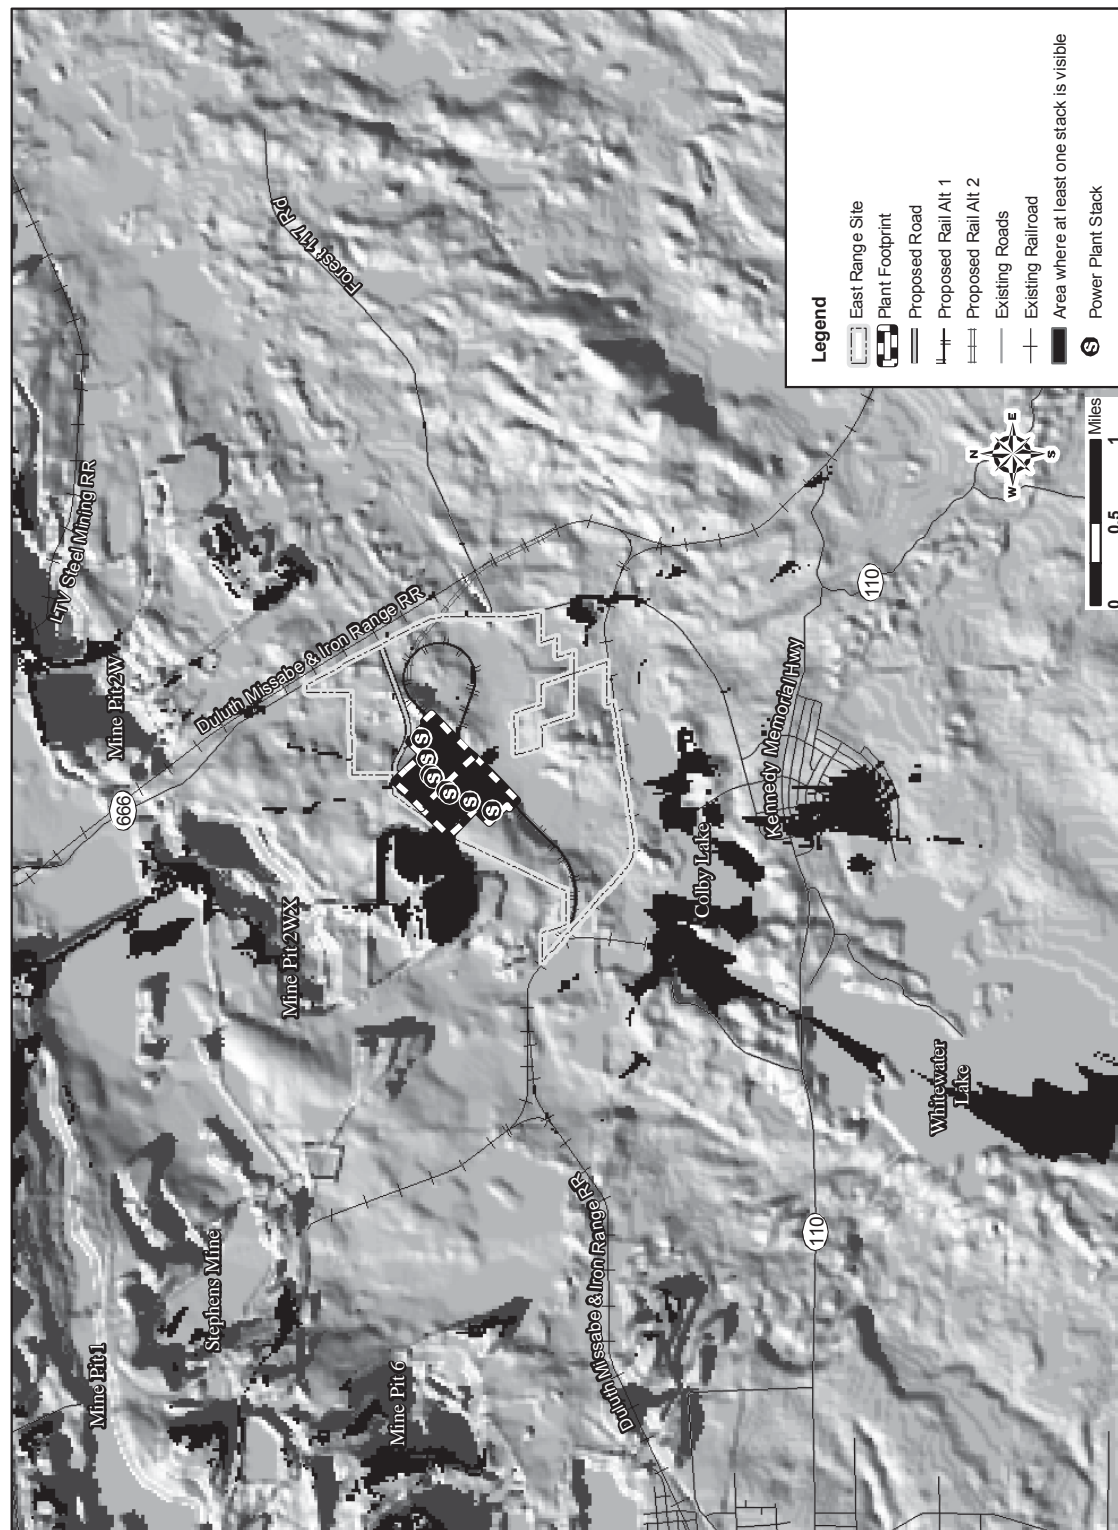 Mine Pit 1
Stephens Mine
Mine Pit 6
Mine Pit 2WX
Mine Pit 2W
LTV Steel Mining RR
666
Duluth Missabe & Iron Range RR
Forest 117 Rd
S
S
S
S
S
S
Duluth Missabe & Iron Range RR
Colby Lake
Kennedy Memorial Hwy
110
110
Whitewater
Lake
N
W
E
S
0
0.5
1
Miles
Legend
East Range Site
Plant Footprint
Proposed Road
Proposed Rail Alt 1
Proposed Rail Alt 2
Existing Roads
Existing Railroad
Area where at least one stack is visible
S
Power Plant Stack